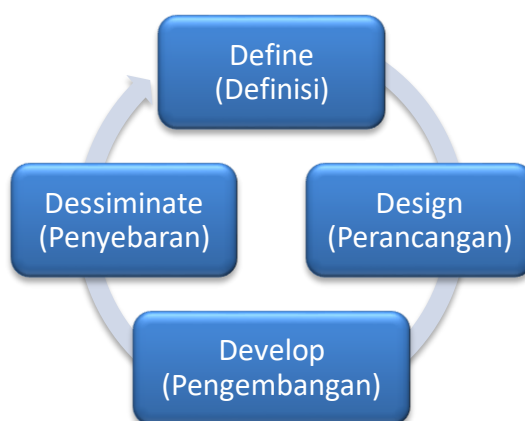 Define
(Definisi)
Design
(Perancangan)
Develop
(Pengembangan)
Dessiminate
(Penyebaran)